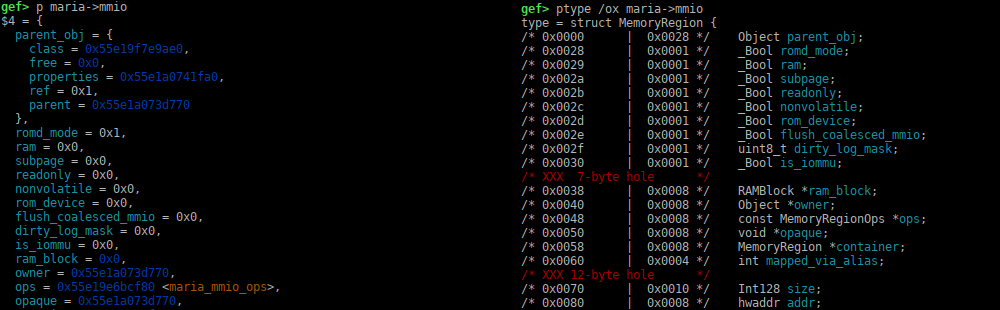 gef> p maria->mmio
$4 = {
  parent_obj = {
    class = 0x55e19f7e9ae0,
    free = 0x0,
    properties = 0x55e1a0741fa0,
    ref = 0x1,
    parent = 0x55e1a073d770
  },
  romd_mode = 0x1,
  ram = 0x0,
  subpage = 0x0,
  readonly = 0x0,
  nonvolatile = 0x0,
  rom_device = 0x0,
  flush_coalesced_mmio = 0x0,
  dirty_log_mask = 0x0,
  is_iommu = 0x0,
  ram_block = 0x0,
  owner = 0x55e1a073d770,
  ops = 0x55e19e6bcf80 <maria_mmio_ops>,
  opaque = 0x55e1a073d770,
gef> ptype /ox maria->mmio
type = struct MemoryRegion {
/* 0x0000      |  0x0028 */    Object parent_obj;
/* 0x0028      |  0x0001 */    _Bool romd_mode;
/* 0x0029      |  0x0001 */    _Bool ram;
/* 0x002a      |  0x0001 */    _Bool subpage;
/* 0x002b      |  0x0001 */    _Bool readonly;
/* 0x002c      |  0x0001 */    _Bool nonvolatile;
/* 0x002d      |  0x0001 */    _Bool rom_device;
/* 0x002e      |  0x0001 */    _Bool flush_coalesced_mmio;
/* 0x002f      |  0x0001 */    uint8_t dirty_log_mask;
/* 0x0030      |  0x0001 */    _Bool is_iommu;
/* XXX  7-byte hole      */
/* 0x0038      |  0x0008 */    RAMBlock *ram_block;
/* 0x0040      |  0x0008 */    Object *owner;
/* 0x0048      |  0x0008 */    const MemoryRegionOps *ops;
/* 0x0050      |  0x0008 */    void *opaque;
/* 0x0058      |  0x0008 */    MemoryRegion *container;
/* 0x0060      |  0x0004 */    int mapped_via_alias;
/* XXX 12-byte hole      */
/* 0x0070      |  0x0010 */    Int128 size;
/* 0x0080      |  0x0008 */    hwaddr addr;